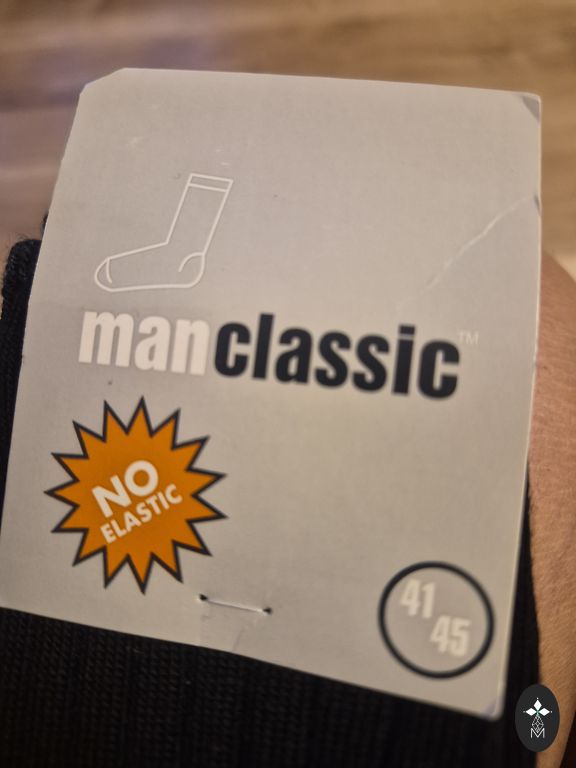 manclassic™
NO
ELASTIC
41
45
M